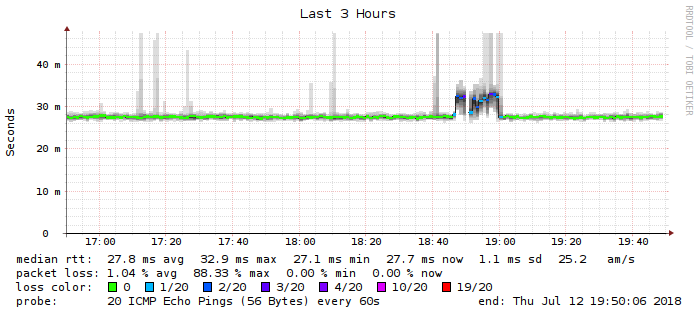 Last 3 Hours
RRDTOOL / TOBI OETIKER
Seconds
40 m
30 m
20 m
10 m
0
17:00 17:20 17:40 18:00 18:20 18:40 19:00 19:20 19:40
median rtt: 27.8 ms avg 32.9 ms max 27.1 ms min 27.7 ms now 1.1 ms sd 25.2 am/s
packet loss: 1.04 % avg 88.33 % max 0.00 % min 0.00 % now
loss color: 0 1/20 2/20 3/20 4/20 10/20 19/20
probe: 20 ICMP Echo Pings (56 Bytes) every 60s end: Thu Jul 12 19:50:06 2018